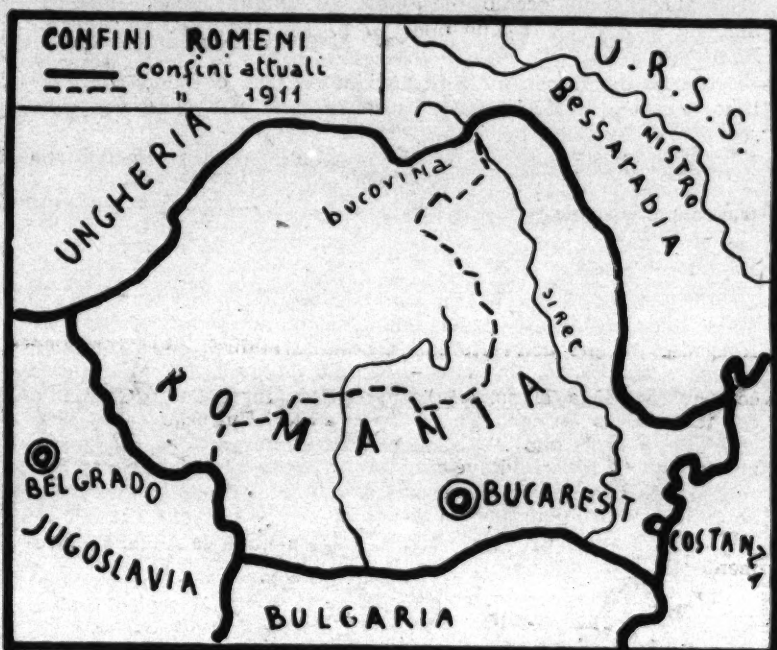 CONFINI ROMENI
confini attuali
" 1911
U.R.S.S.
BESSARABIA
NISTRO
UNGHERIA
bucovina
SIRET
ROMANIA
BELGRADO
BUCAREST
COSTANZA
JUGOSLAVIA
BULGARIA